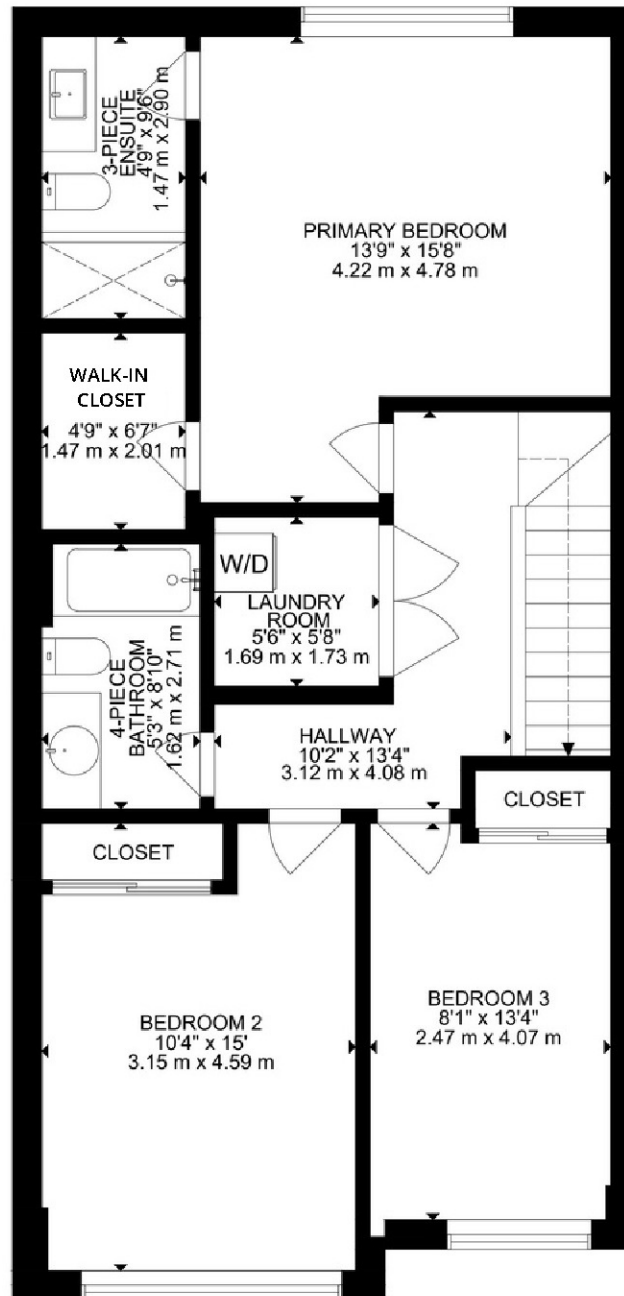 3-PIECE
ENSUITE
4'9" x 9'6"
1.47 m x 2.90 m
PRIMARY BEDROOM
13'9" x 15'8"
4.22 m x 4.78 m
WALK-IN
CLOSET
4'9" x 6'7"
1.47 m x 2.01 m
W/D
LAUNDRY
ROOM
5'6" x 5'8"
1.69 m x 1.73 m
4-PIECE
BATHROOM
5'3" x 8'10"
1.62 m x 2.71 m
HALLWAY
10'2" x 13'4"
3.12 m x 4.08 m
CLOSET
CLOSET
BEDROOM 2
10'4" x 15'
3.15 m x 4.59 m
BEDROOM 3
8'1" x 13'4"
2.47 m x 4.07 m